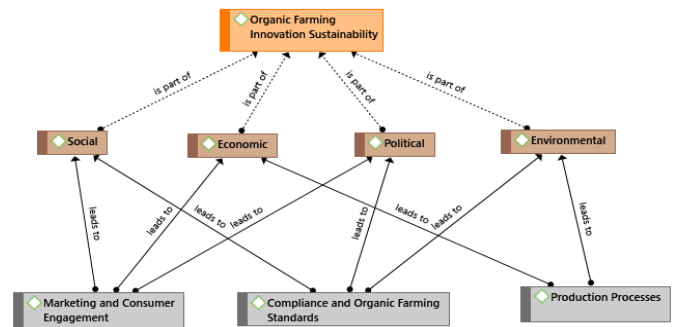 Organic Farming
Innovation Sustainability
is part of
is part of
is part of
is part of
Social
Economic
Political
Environmental
leads to
leads to
leads to
leads to
leads to
leads to
leads to
leads to
Marketing and Consumer
Engagement
Compliance and Organic Farming
Standards
Production Processes